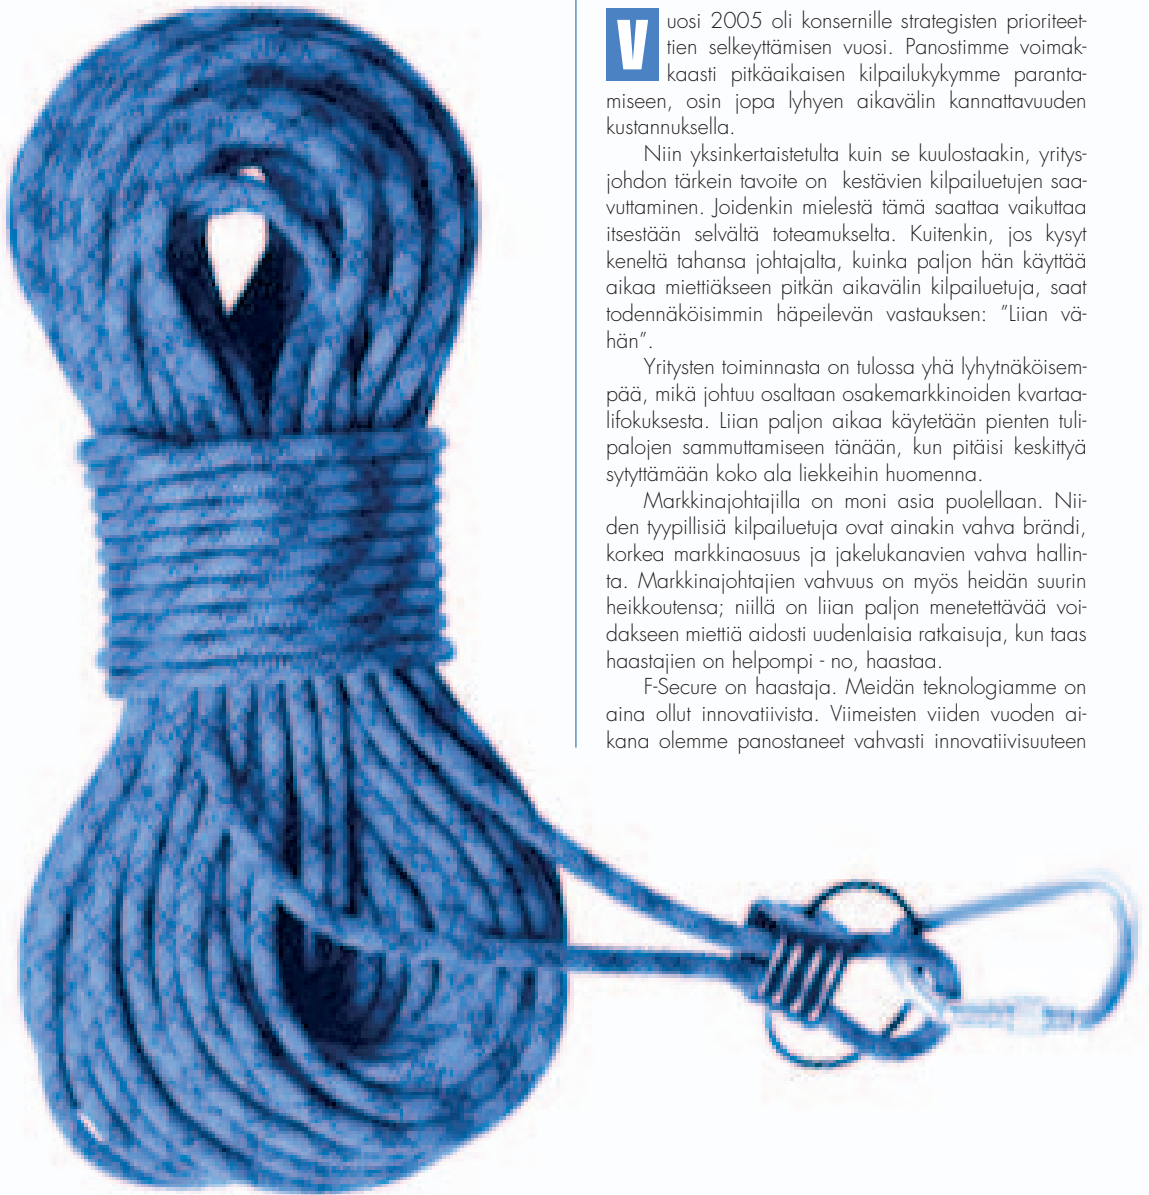 Vuosi 2005 oli konsernille strategisten prioriteet-
tien selkeyttämisen vuosi. Panostimme voimak-
kaasti pitkäaikaisen kilpailukykymme paranta-
miseen, osin jopa lyhyen aikavälin kannattavuuden
kustannuksella.
Niin yksinkertaistetulta kuin se kuulostaakin, yritys-
johdon tärkein tavoite on kestävien kilpailuetujen saa-
vuttaminen. Joidenkin mielestä tämä saattaa vaikuttaa
itsestään selvältä toteamukselta. Kuitenkin, jos kysyt
keneltä tahansa johtajalta, kuinka paljon hän käyttää
aikaa miettiäkseen pitkän aikavälin kilpailuetuja, saat
todennäköisimmin häpeilevän vastauksen: "Liian vä-
hän".
Yritysten toiminnasta on tulossa yhä lyhytnäköisem-
pää, mikä johtuu osaltaan osakemarkkinoiden kvartaa-
lifokuksesta. Liian paljon aikaa käytetään pienten tuli-
palojen sammuttamiseen tänään, kun pitäisi keskittyä
sytyttämään koko ala liekkeihin huomenna.
Markkinajohtajilla on moni asia puolellaan. Nii-
den tyypillisiä kilpailuetuja ovat ainakin vahva brändi,
korkea markkinaosuus ja jakelukanavien vahva hallin-
ta. Markkinajohtajien vahvuus on myös heidän suurin
heikkoutensa; niillä on liian paljon menetettävää voi-
dakseen miettiä aidosti uudenlaisia ratkaisuja, kun taas
haastajien on helpompi - no, haastaa.
F-Secure on haastaja. Meidän teknologiamme on
aina ollut innovatiivista. Viimeisten viiden vuoden ai-
kana olemme panostaneet vahvasti innovatiivisuuteen